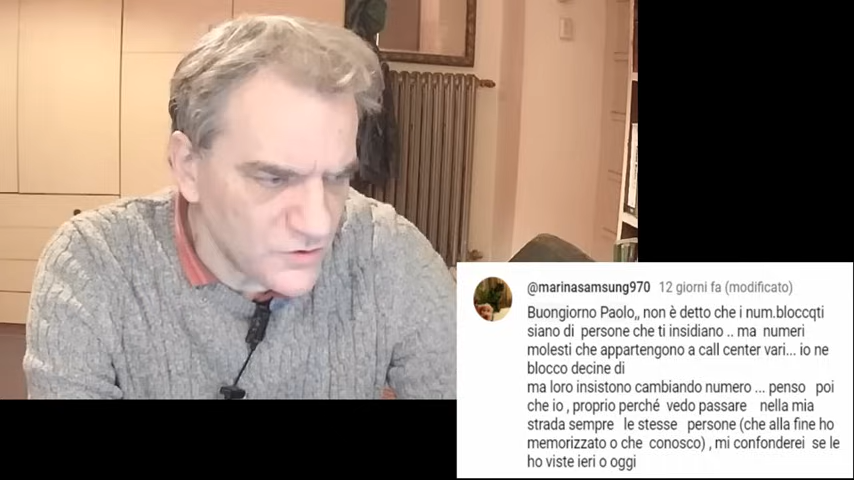 @marinasamsung970 12 giorni fa (modificato)
Buongiorno Paolo,, non è detto che i num.bloccqti
siano di persone che ti insidiano .. ma numeri
molesti che appartengono a call center vari... io ne
blocco decine di
ma loro insistono cambiando numero ... penso poi
che io , proprio perché vedo passare nella mia
strada sempre le stesse persone (che alla fine ho
memorizzato o che conosco) , mi confonderei se le
ho viste ieri o oggi